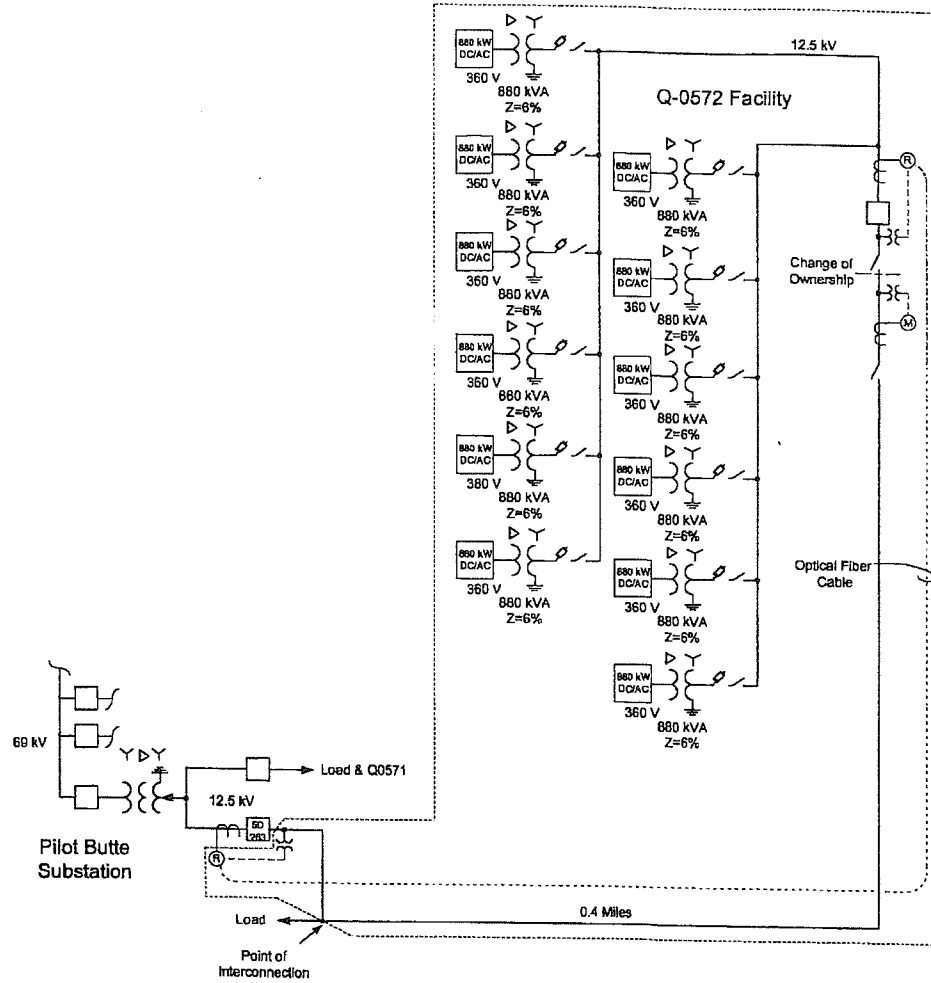 12.5 kV
Q-0572 Facility
880 kW
DC/AC
360 V
880 kVA
Z=6%
880 kW
DC/AC
360 V
880 kVA
Z=6%
880 kW
DC/AC
360 V
880 kVA
Z=6%
880 kW
DC/AC
360 V
880 kVA
Z=6%
880 kW
DC/AC
380 V
880 kVA
Z=6%
880 kW
DC/AC
360 V
880 kVA
Z=6%
880 kW
DC/AC
360 V
880 kVA
Z=6%
880 kW
DC/AC
360 V
880 kVA
Z=6%
880 kW
DC/AC
360 V
880 kVA
Z=6%
880 kW
DC/AC
360 V
880 kVA
Z=6%
880 kW
DC/AC
360 V
880 kVA
Z=6%
880 kW
DC/AC
360 V
880 kVA
Z=6%
R
Change of
Ownership
M
Optical Fiber
Cable
69 kV
Load & Q0571
12.5 kV
5D
263
R
Pilot Butte
Substation
Load
0.4 Miles
Point of
Interconnection